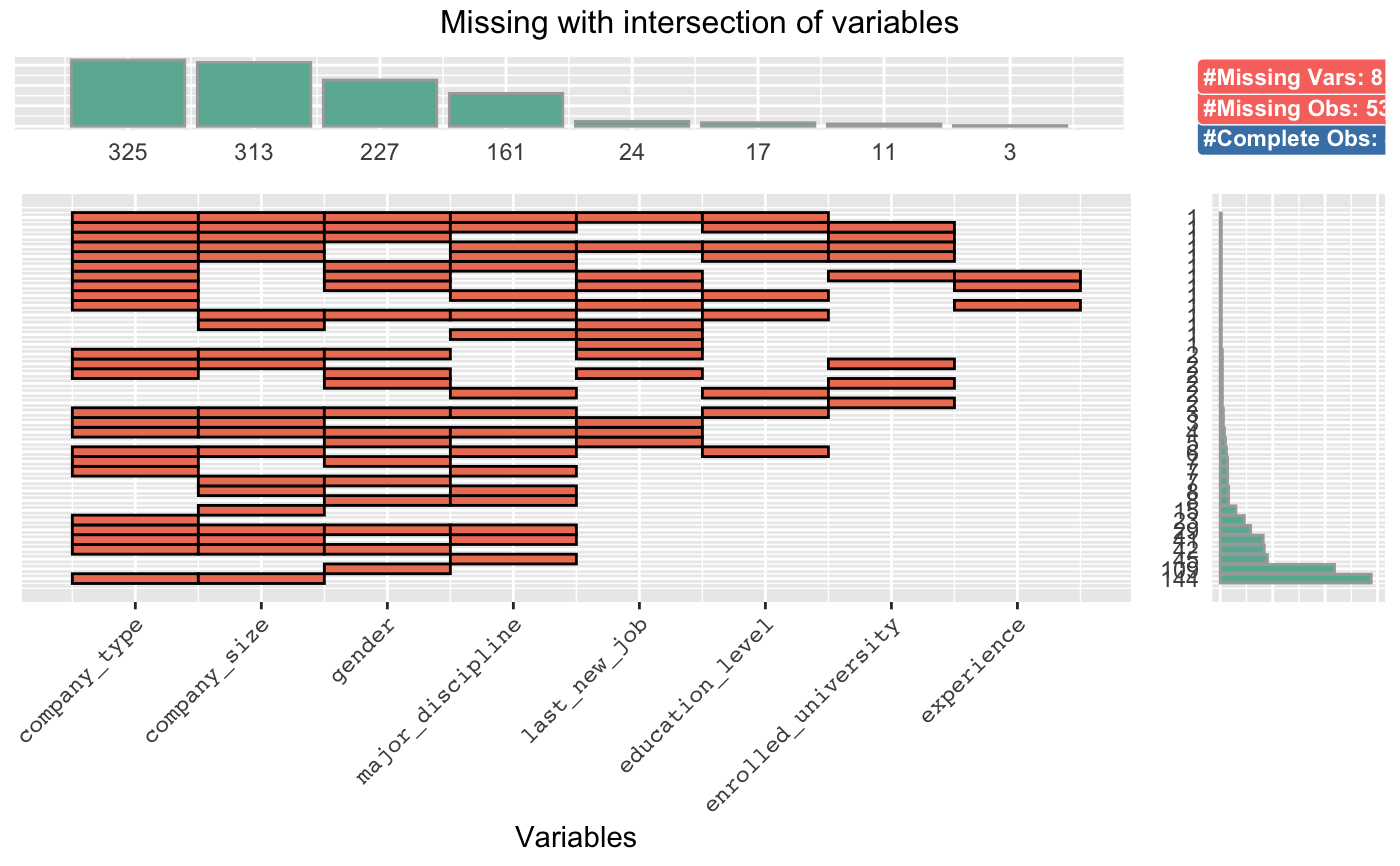 Missing with intersection of variables
#Missing Vars: 8
#Missing Obs: 53
#Complete Obs:
325 313 227 161 24 17 11 3
1
1
1
1
1
1
1
1
1
1
1
1
1
1
2
2
2
2
2
2
3
3
4
5
6
7
7
7
8
8
15
23
29
41
42
45
109
144
company_type
company_size
gender
major_discipline
last_new_job
education_level
enrolled_university
experience
Variables